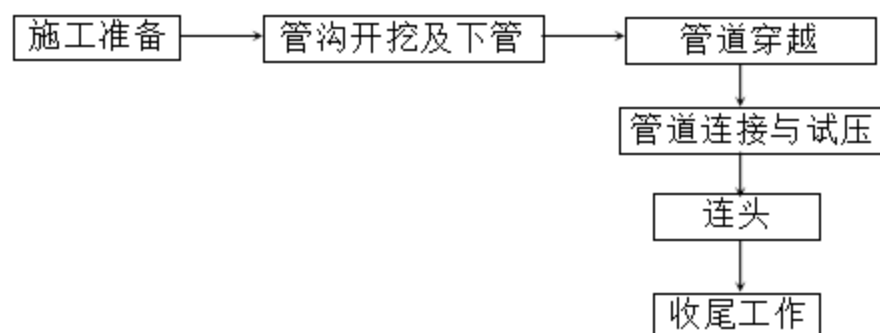 施工准备
管沟开挖及下管
管道穿越
管道连接与试压
连头
收尾工作